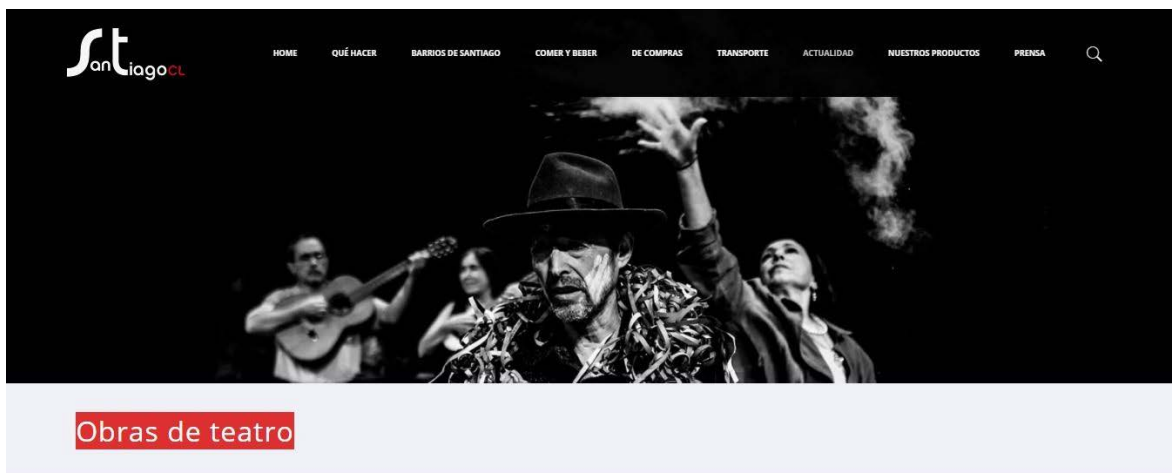 SantiagoCL
HOME QUÉ HACER BARRIOS DE SANTIAGO COMER Y BEBER DE COMPRAS TRANSPORTE ACTUALIDAD NUESTROS PRODUCTOS PRENSA
Obras de teatro